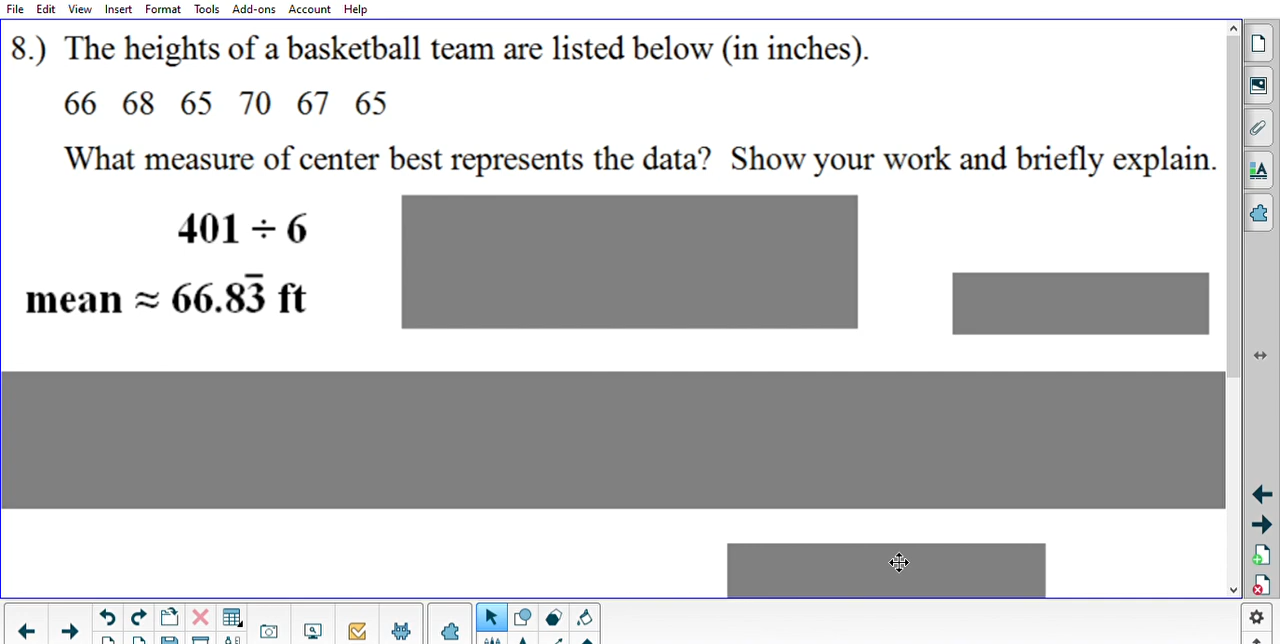 File Edit View Insert Format Tools Add-ons Account Help
8.) The heights of a basketball team are listed below (in inches).
66 68 65 70 67 65
What measure of center best represents the data? Show your work and briefly explain.
401 ÷ 6
mean ≈ 66.83̅ ft